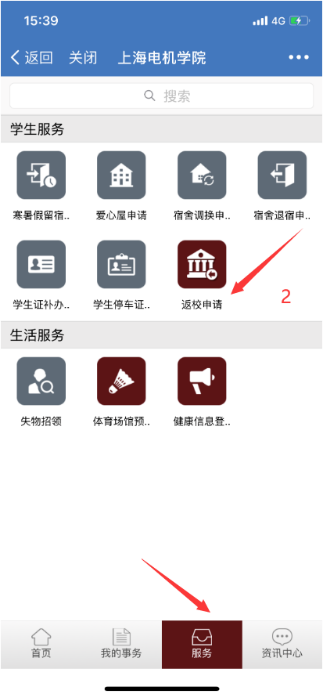 15:39 4G
返回 关闭 上海电机学院
搜索
学生服务
寒暑假留宿.. 爱心屋申请 宿舍调换申.. 宿舍退宿申..
学生证补办.. 学生停车证.. 返校申请
2
生活服务
失物招领 体育场馆预.. 健康信息登..
首页 我的事务 服务 资讯中心